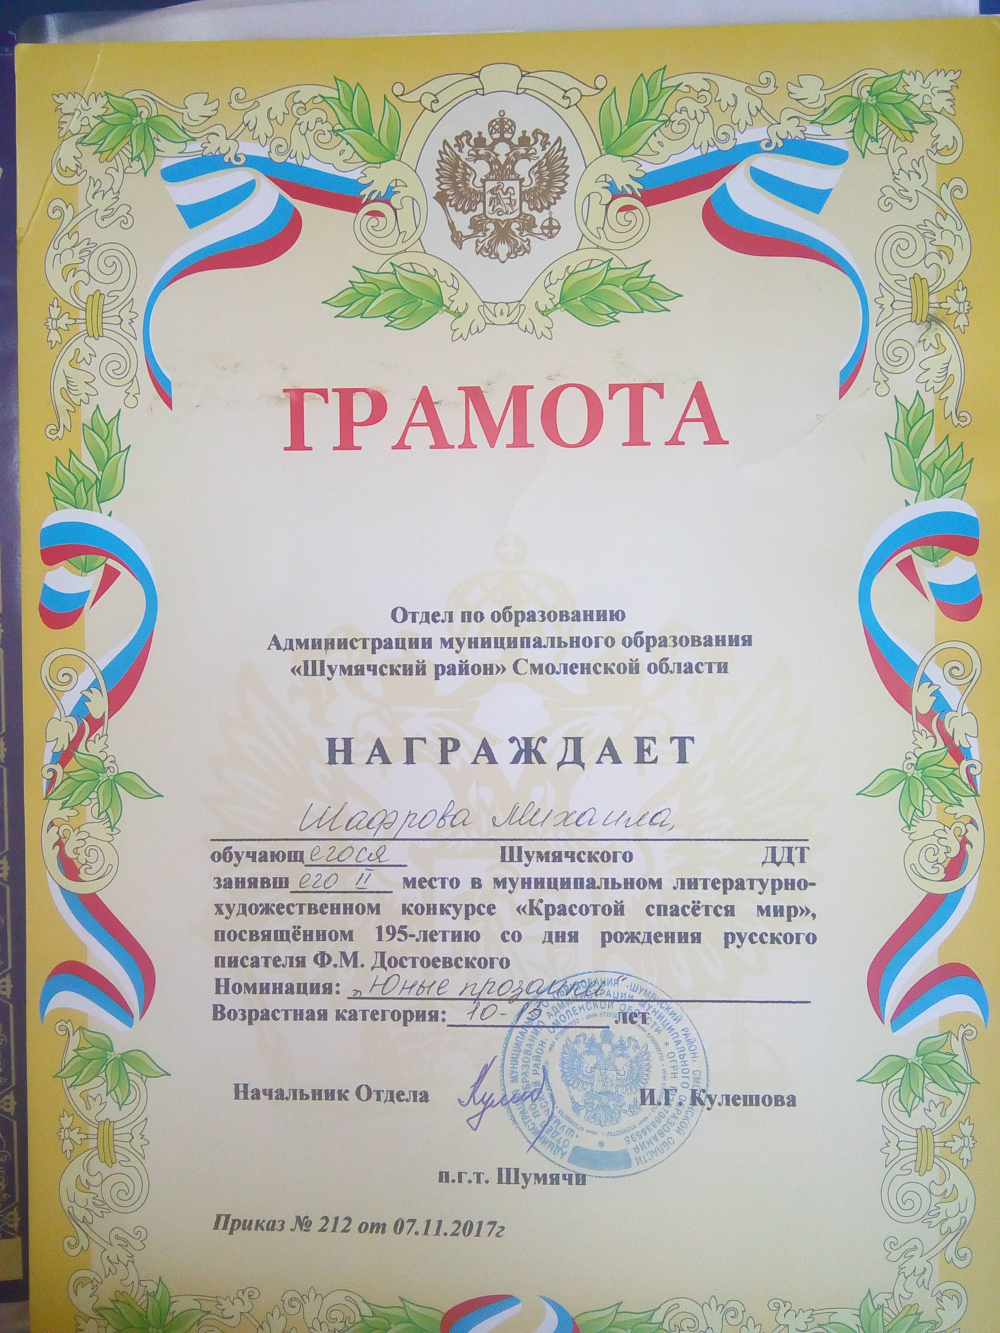 ГРАМОТА
Отдел по образованию
Администрации муниципального образования
«Шумячский район» Смоленской области
НАГРАЖДАЕТ
Шафрова Михаила,
обучающегося Шумячского ДДТ
занявшего II место в муниципальном литературно-
художественном конкурсе «Красотой спасётся мир»,
посвящённом 195-летию со дня рождения русского
писателя Ф.М. Достоевского
Номинация: „Юные прозаики"
Возрастная категория: 10-13 лет
Начальник Отдела И.Г. Кулешова
п.г.т. Шумячи
Приказ № 212 от 07.11.2017г